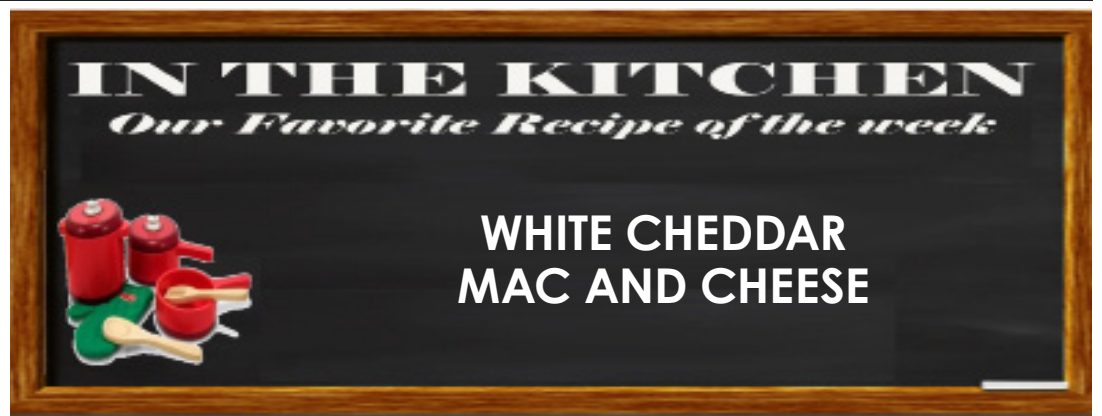 IN THE KITCHEN
Our Favorite Recipe of the week
WHITE CHEDDAR
MAC AND CHEESE